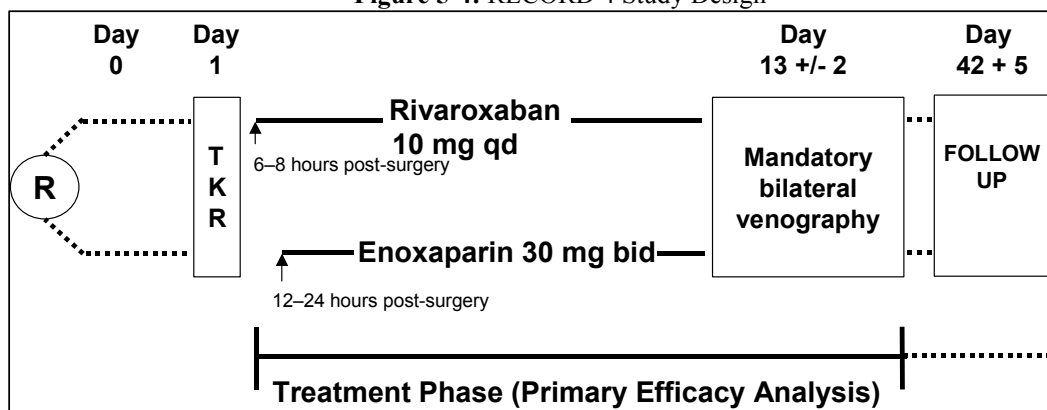 Figure RECORD 4 Study Design
Day 0
Day 1
Day 13 +/- 2
Day 42 + 5
R
TKR
Rivaroxaban
10 mg qd
6–8 hours post-surgery
Enoxaparin 30 mg bid
12–24 hours post-surgery
Mandatory
bilateral
venography
FOLLOW
UP
Treatment Phase (Primary Efficacy Analysis)